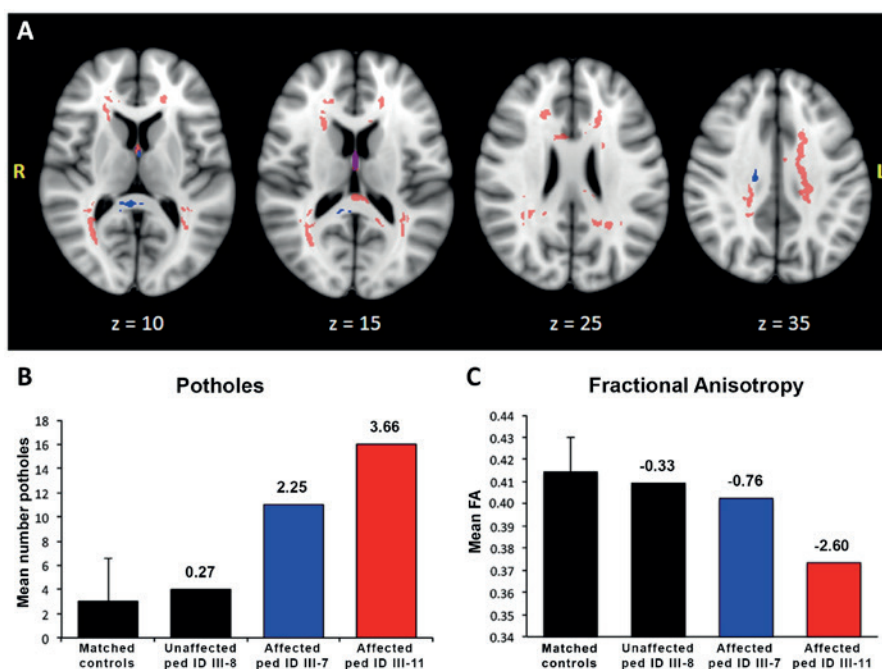 A
R
L
z = 10
z = 15
z = 25
z = 35
B
Potholes
Mean number potholes
18
16
14
12
10
8
6
4
2
0
0.27
2.25
3.66
Matched
controls
Unaffected
ped ID III-8
Affected
ped ID III-7
Affected
ped ID III-11
C
Fractional Anisotropy
Mean FA
0.44
0.43
0.42
0.41
0.40
0.39
0.38
0.37
0.36
0.35
0.34
-0.33
-0.76
-2.60
Matched
controls
Unaffected
ped ID III-8
Affected
ped ID III-7
Affected
ped ID III-11